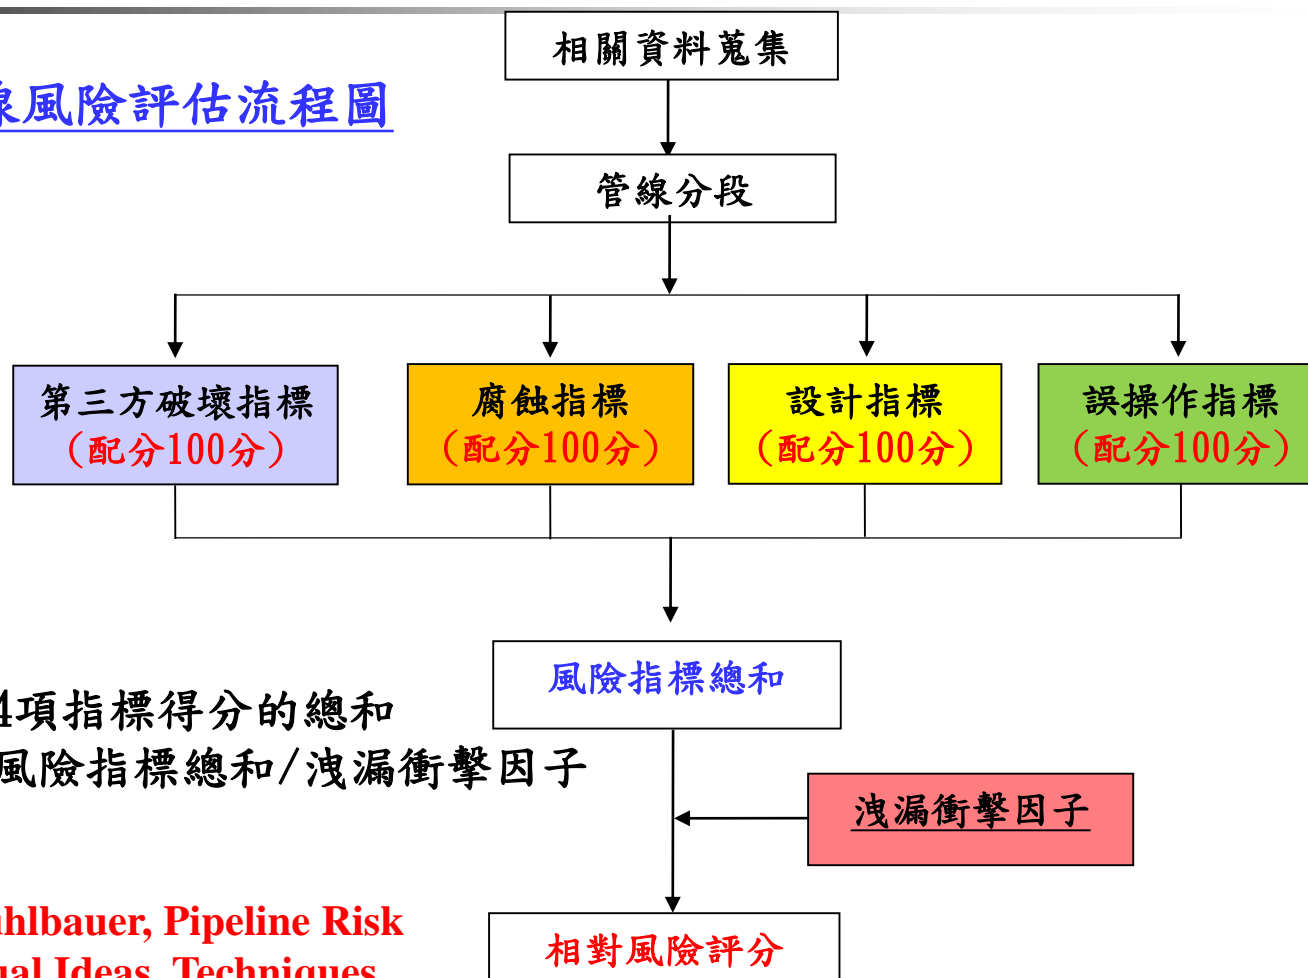 相關資料蒐集
線風險評估流程圖
管線分段
第三方破壞指標
(配分100分)
腐蝕指標
(配分100分)
設計指標
(配分100分)
誤操作指標
(配分100分)
風險指標總和
4項指標得分的總和
風險指標總和/洩漏衝擊因子
洩漏衝擊因子
相對風險評分
uhlbauer, Pipeline Risk
ual Ideas, Techniques